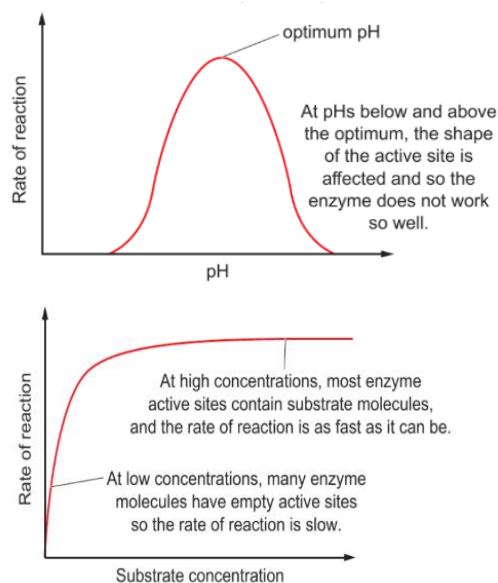 optimum pH
Rate of reaction
At pHs below and above
the optimum, the shape
of the active site is
affected and so the
enzyme does not work
so well.
pH
Rate of reaction
At high concentrations, most enzyme
active sites contain substrate molecules,
and the rate of reaction is as fast as it can be.
At low concentrations, many enzyme
molecules have empty active sites
so the rate of reaction is slow.
Substrate concentration